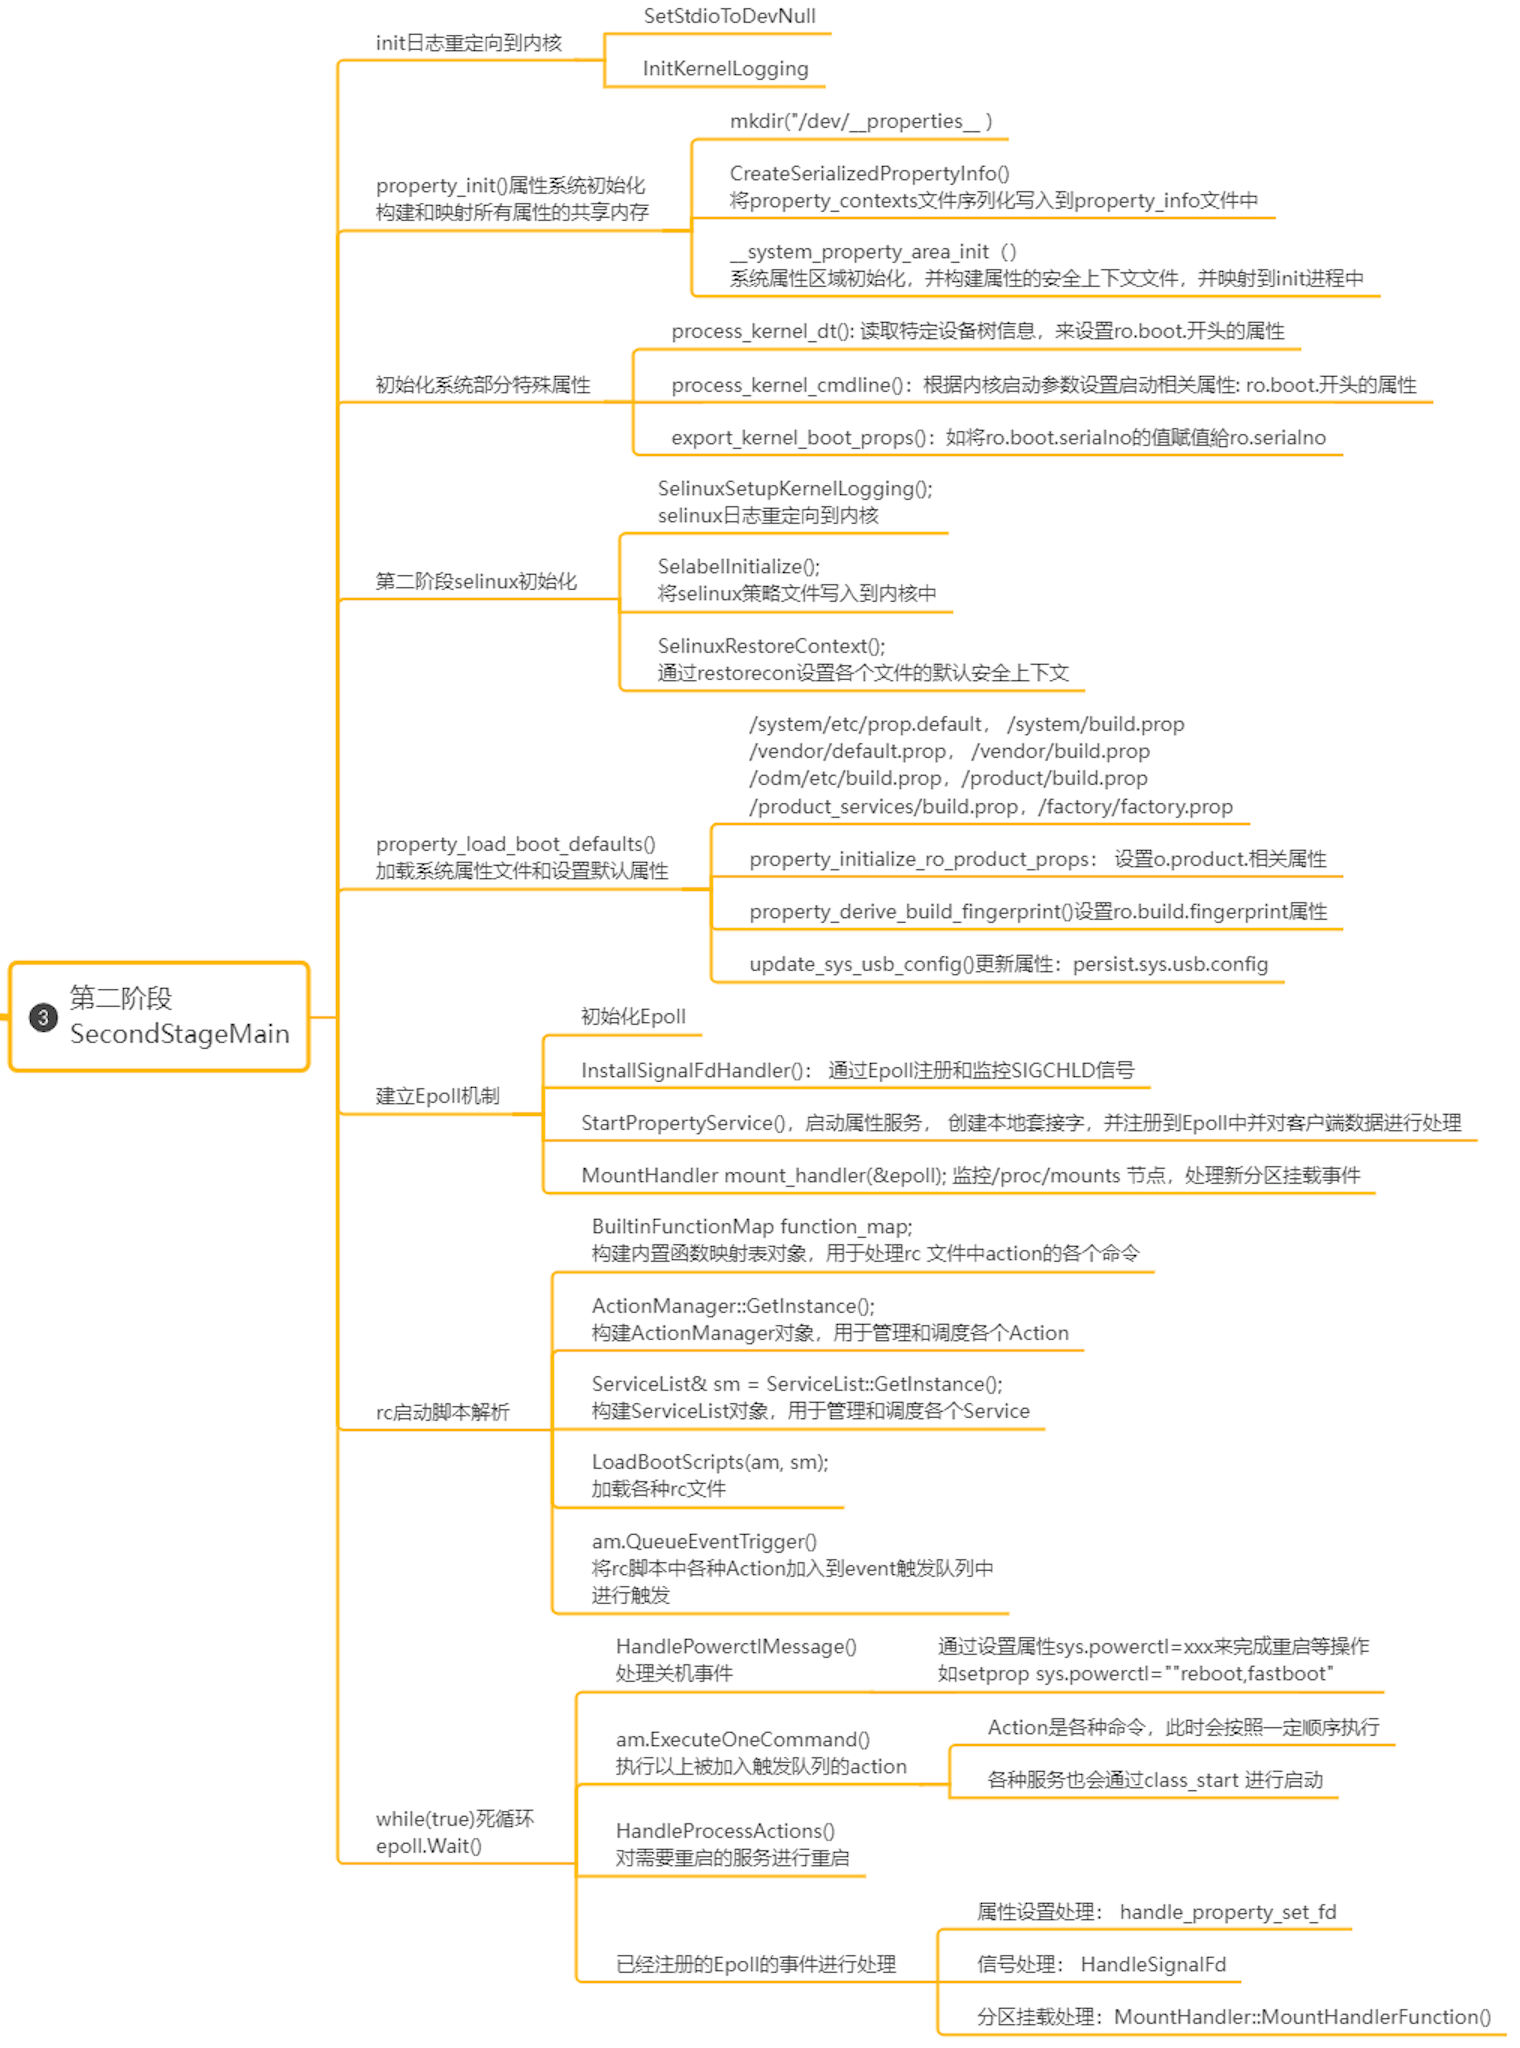 SetStdioToDevNull
init日志重定向到内核
InitKernelLogging
mkdir("/dev/__properties__ )
property_init()属性系统初始化
构建和映射所有属性的共享内存
CreateSerializedPropertyInfo()
将property_contexts文件序列化写入到property_info文件中
__system_property_area_init（）
系统属性区域初始化，并构建属性的安全上下文文件，并映射到init进程中
初始化系统部分特殊属性
process_kernel_dt(): 读取特定设备树信息，来设置ro.boot.开头的属性
process_kernel_cmdline()：根据内核启动参数设置启动相关属性: ro.boot.开头的属性
export_kernel_boot_props()：如将ro.boot.serialno的值赋值給ro.serialno
第二阶段selinux初始化
SelinuxSetupKernelLogging();
selinux日志重定向到内核
SelabelInitialize();
将selinux策略文件写入到内核中
SelinuxRestoreContext();
通过restorecon设置各个文件的默认安全上下文
property_load_boot_defaults()
加载系统属性文件和设置默认属性
/system/etc/prop.default， /system/build.prop
/vendor/default.prop， /vendor/build.prop
/odm/etc/build.prop，/product/build.prop
/product_services/build.prop，/factory/factory.prop
property_initialize_ro_product_props： 设置o.product.相关属性
property_derive_build_fingerprint()设置ro.build.fingerprint属性
update_sys_usb_config()更新属性：persist.sys.usb.config
3
第二阶段
SecondStageMain
建立Epoll机制
初始化Epoll
InstallSignalFdHandler()： 通过Epoll注册和监控SIGCHLD信号
StartPropertyService()，启动属性服务， 创建本地套接字，并注册到Epoll中并对客户端数据进行处理
MountHandler mount_handler(&epoll); 监控/proc/mounts 节点，处理新分区挂载事件
rc启动脚本解析
BuiltinFunctionMap function_map;
构建内置函数映射表对象，用于处理rc 文件中action的各个命令
ActionManager::GetInstance();
构建ActionManager对象，用于管理和调度各个Action
ServiceList& sm = ServiceList::GetInstance();
构建ServiceList对象，用于管理和调度各个Service
LoadBootScripts(am, sm);
加载各种rc文件
am.QueueEventTrigger()
将rc脚本中各种Action加入到event触发队列中
进行触发
while(true)死循环
epoll.Wait()
HandlePowerctlMessage()
处理关机事件
通过设置属性sys.powerctl=xxx来完成重启等操作
如setprop sys.powerctl=""reboot,fastboot"
am.ExecuteOneCommand()
执行以上被加入触发队列的action
Action是各种命令，此时会按照一定顺序执行
各种服务也会通过class_start 进行启动
HandleProcessActions()
对需要重启的服务进行重启
已经注册的Epoll的事件进行处理
属性设置处理： handle_property_set_fd
信号处理： HandleSignalFd
分区挂载处理：MountHandler::MountHandlerFunction()